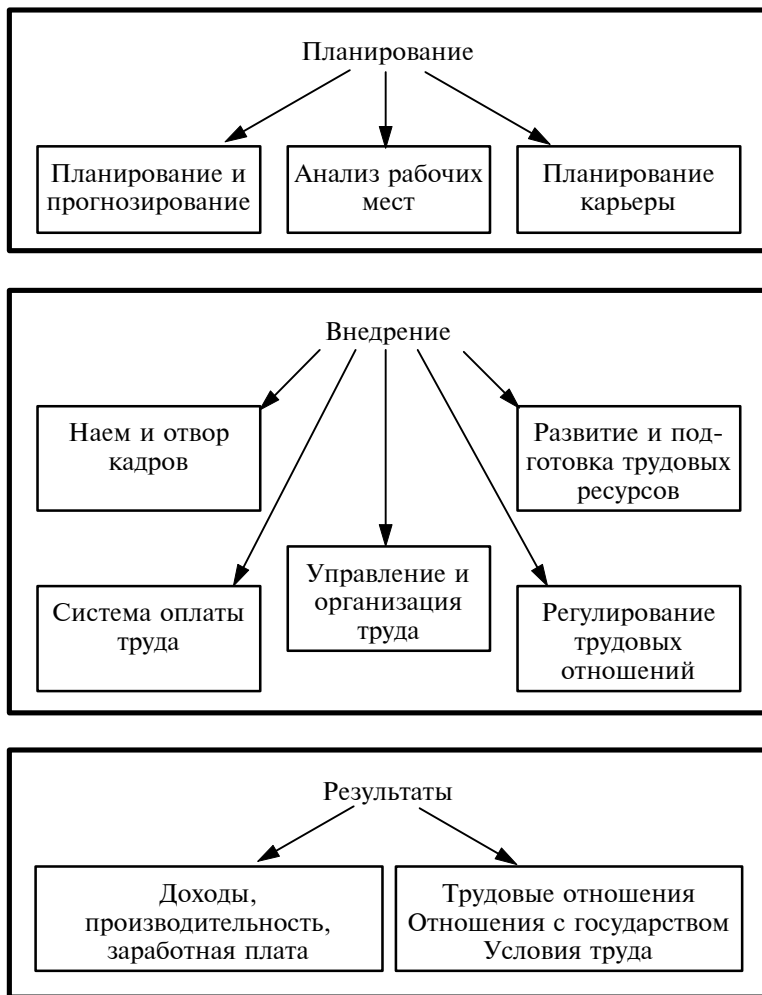 Планирование
Планирование и
прогнозирование
Анализ рабочих
мест
Планирование
карьеры
Внедрение
Наем и отвор
кадров
Развитие и под-
готовка трудовых
ресурсов
Система оплаты
труда
Управление и
организация
труда
Регулирование
трудовых
отношений
Результаты
Доходы,
производительность,
заработная плата
Трудовые отношения
Отношения с государством
Условия труда